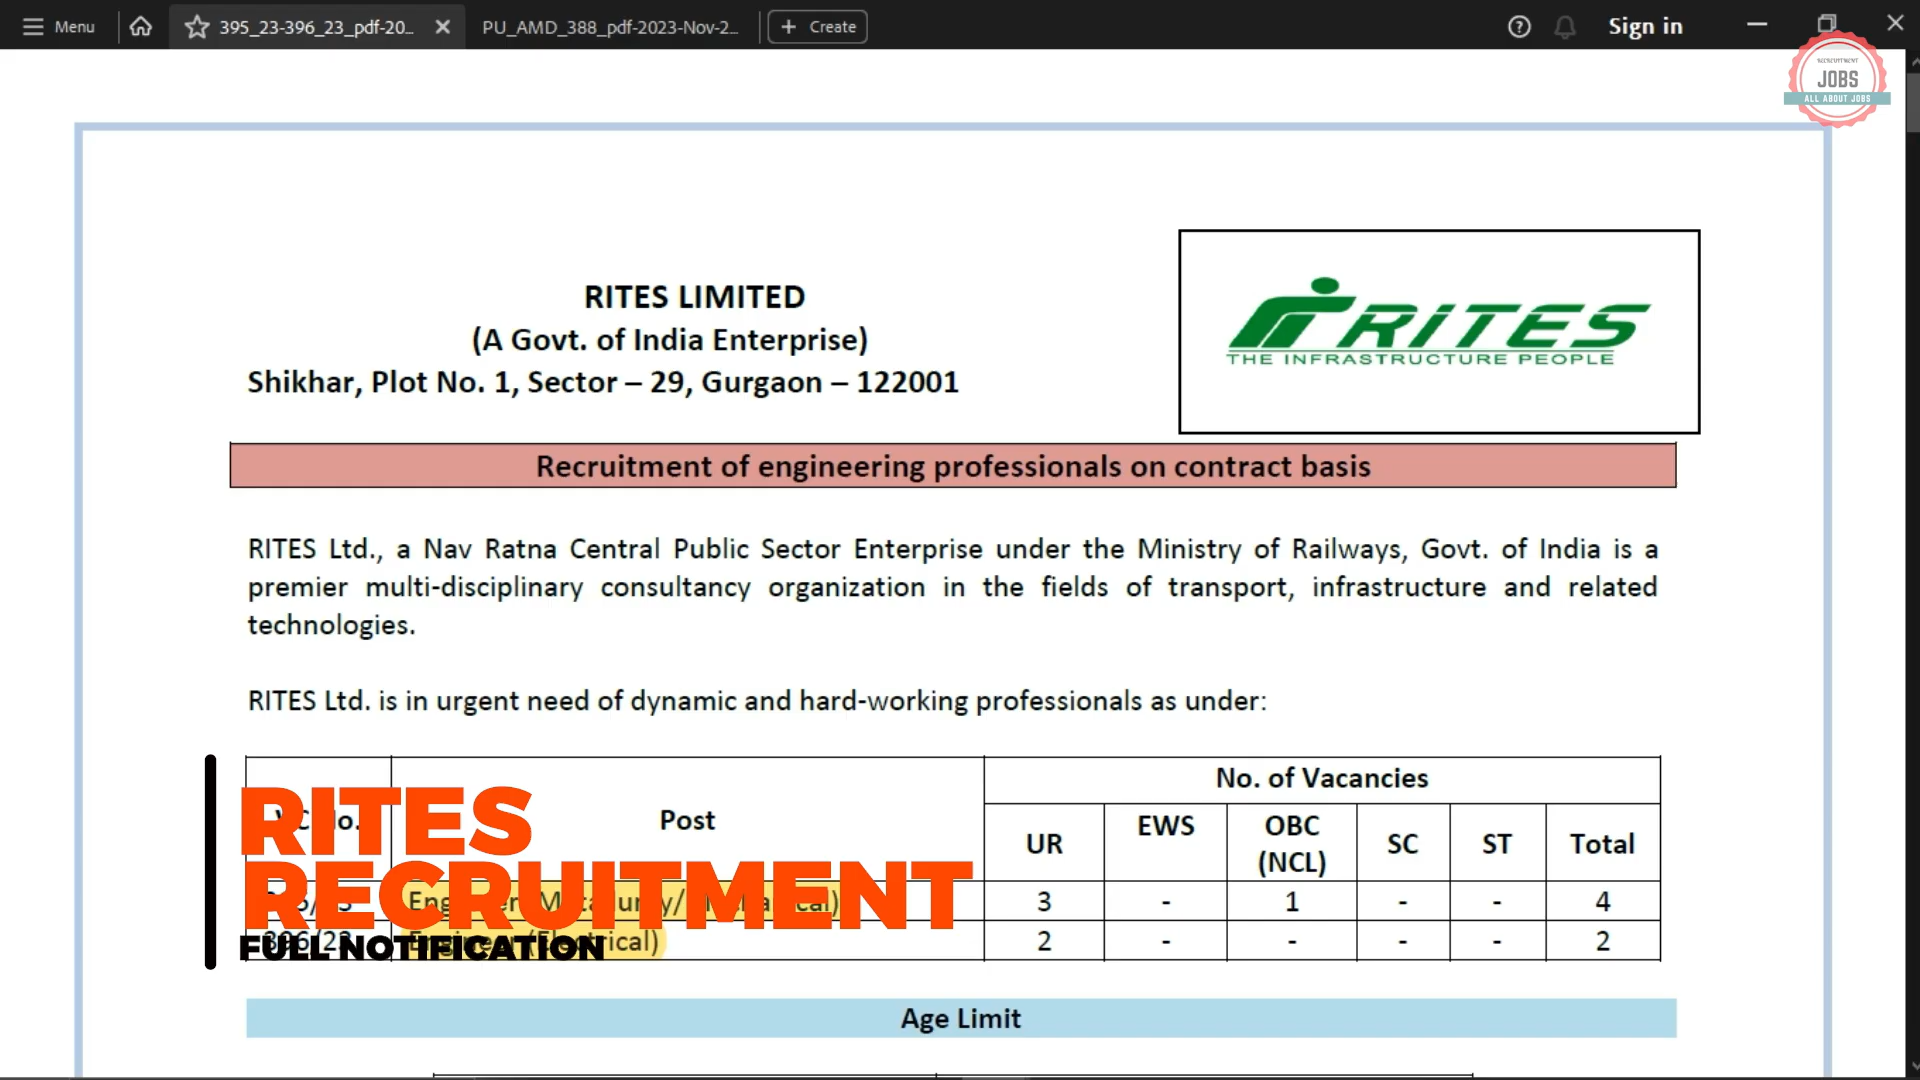 Menu
395_23-396_23_pdf-20...
PU_AMD_388_pdf-2023-Nov-2...
Create
Sign in
RECRUITMENT
JOBS
ALL ABOUT JOBS
RITES LIMITED
(A Govt. of India Enterprise)
Shikhar, Plot No. 1, Sector – 29, Gurgaon – 122001
RITES
THE INFRASTRUCTURE PEOPLE
Recruitment of engineering professionals on contract basis
RITES Ltd., a Nav Ratna Central Public Sector Enterprise under the Ministry of Railways, Govt. of India is a
premier multi-disciplinary consultancy organization in the fields of transport, infrastructure and related
technologies.
RITES Ltd. is in urgent need of dynamic and hard-working professionals as under:
Post
No. of Vacancies
UR EWS OBC (NCL) SC ST Total
3 - 1 - - 4
396/23 Engineer (Electrical) 2 - - - - 2
RITES
RECRUITMENT
FULL NOTIFICATION
Age Limit